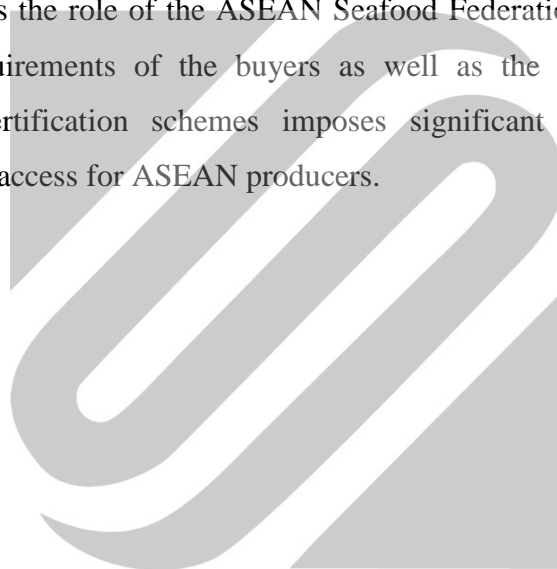 s the role of the ASEAN Seafood Federati
uirements of the buyers as well as the
ertification schemes imposes significant
access for ASEAN producers.